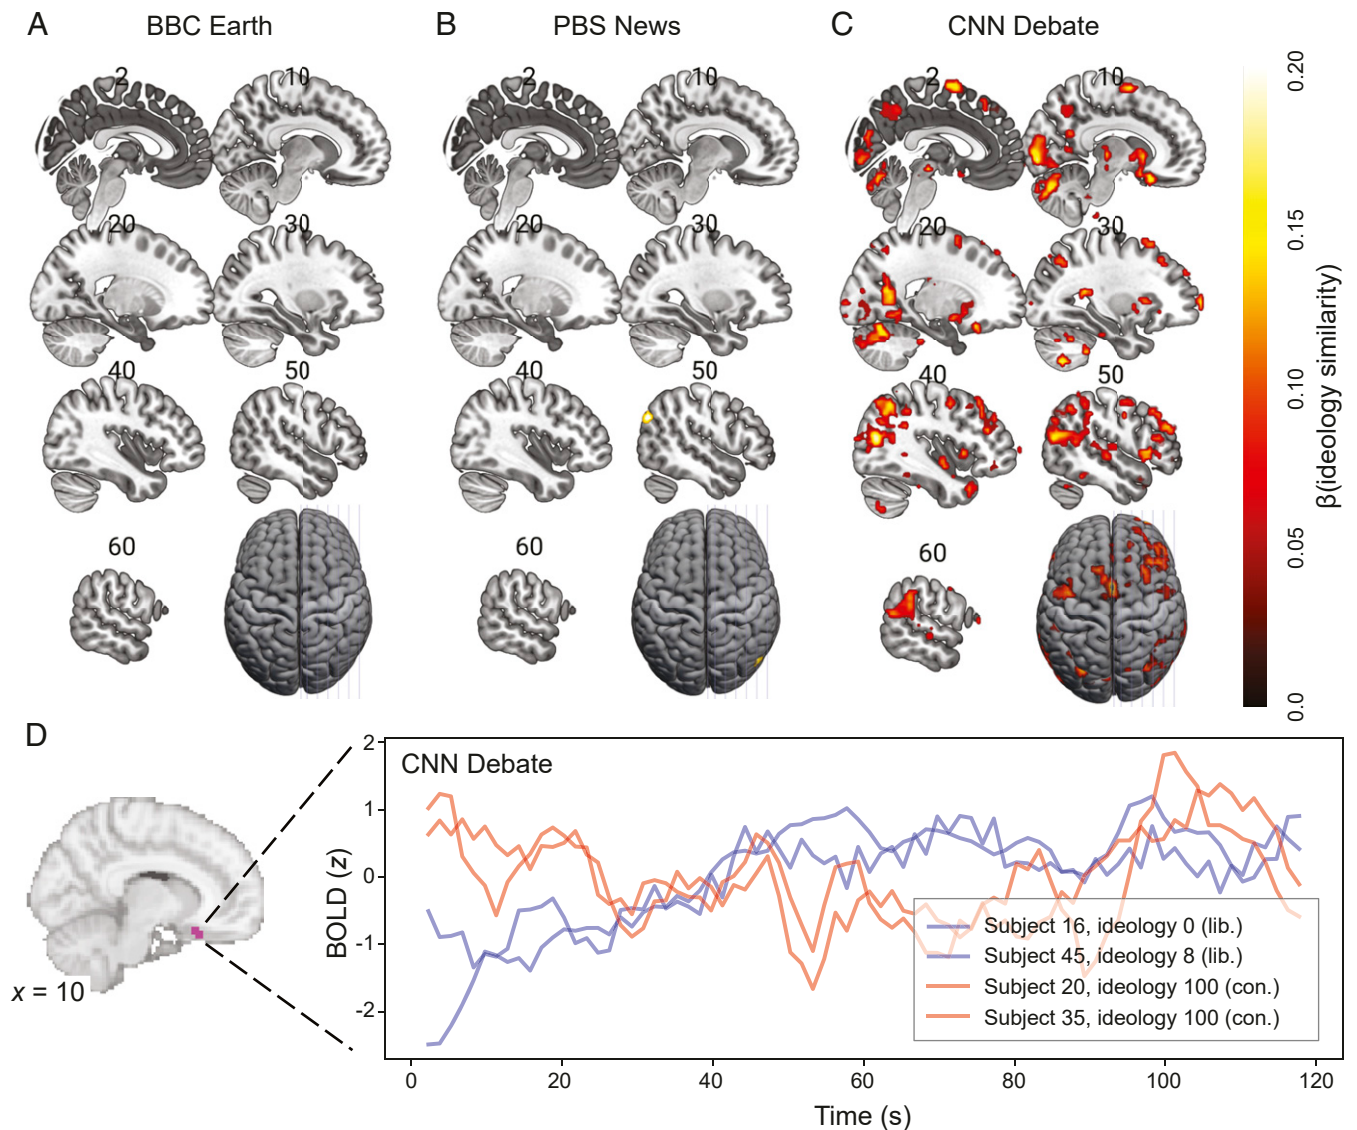 A BBC Earth
B PBS News
C CNN Debate
2 10
20 30
40 50
60
2 10
20 30
40 50
60
2 10
20 30
40 50
60
0.20
0.15
0.10
0.05
0.0
β(ideology similarity)
D
x = 10
CNN Debate
BOLD (z)
2
1
0
-1
-2
Subject 16, ideology 0 (lib.)
Subject 45, ideology 8 (lib.)
Subject 20, ideology 100 (con.)
Subject 35, ideology 100 (con.)
0 20 40 60 80 100 120
Time (s)